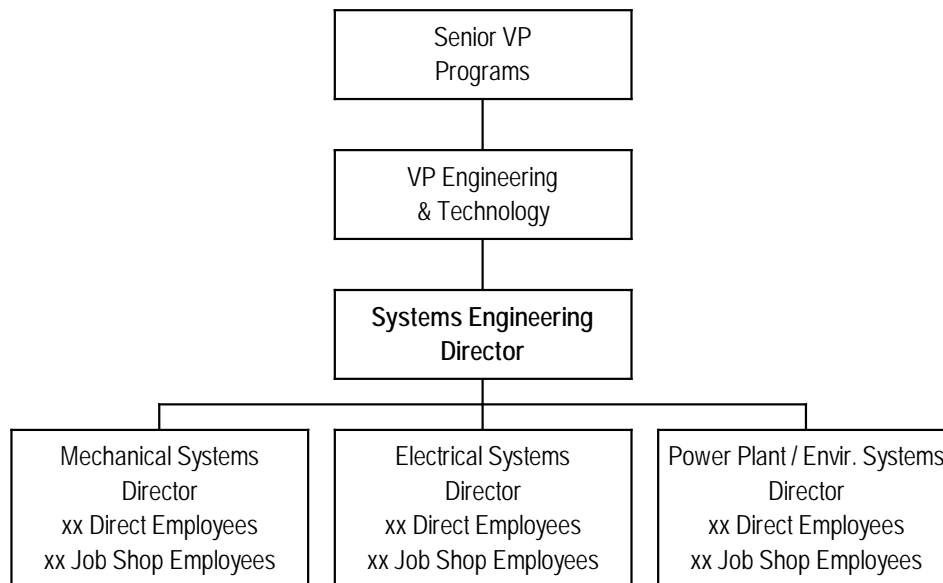 Senior VP
Programs
VP Engineering
& Technology
Systems Engineering
Director
Mechanical Systems
Director
xx Direct Employees
xx Job Shop Employees
Electrical Systems
Director
xx Direct Employees
xx Job Shop Employees
Power Plant / Envir. Systems
Director
xx Direct Employees
xx Job Shop Employees